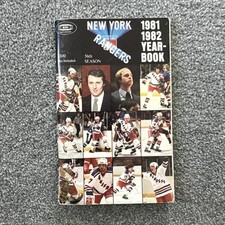 NEW YORK
RANGERS
1981
1982
YEAR-
BOOK
56th
SEASON